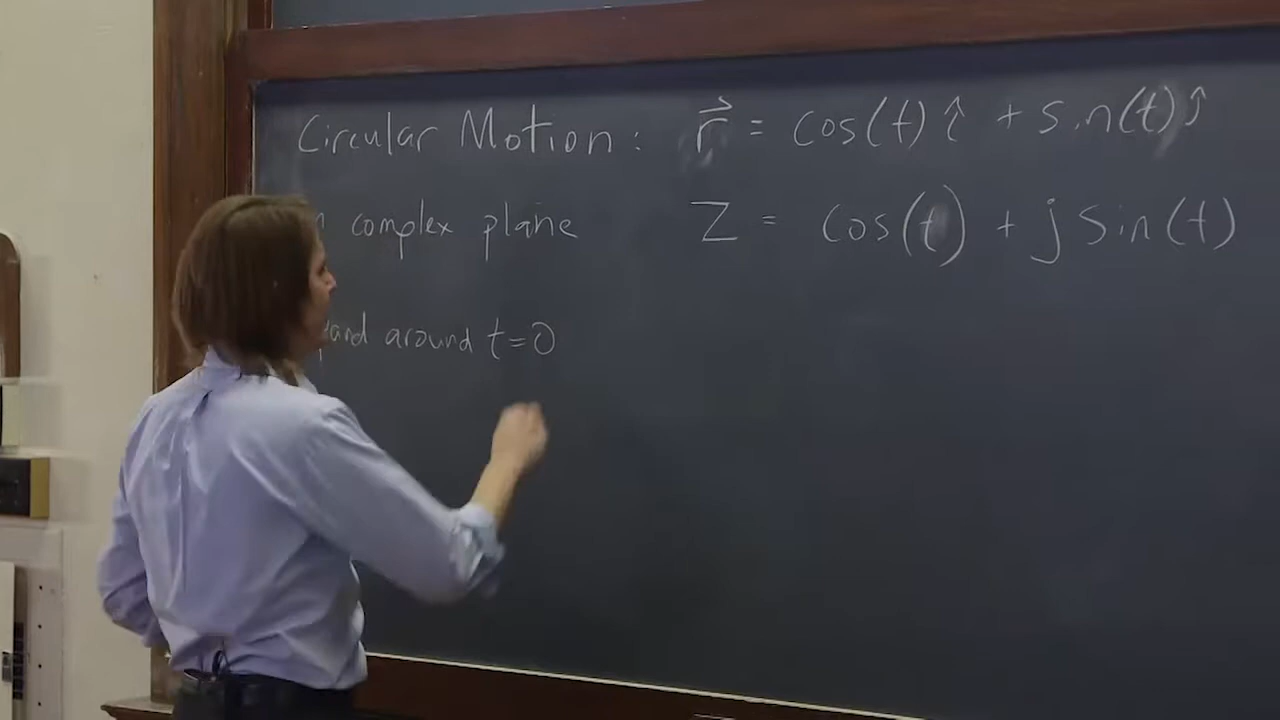 Circular Motion: r⃗ = cos(t) î + sin(t) ĵ
complex plane Z = cos(t) + j sin(t)
around t=0